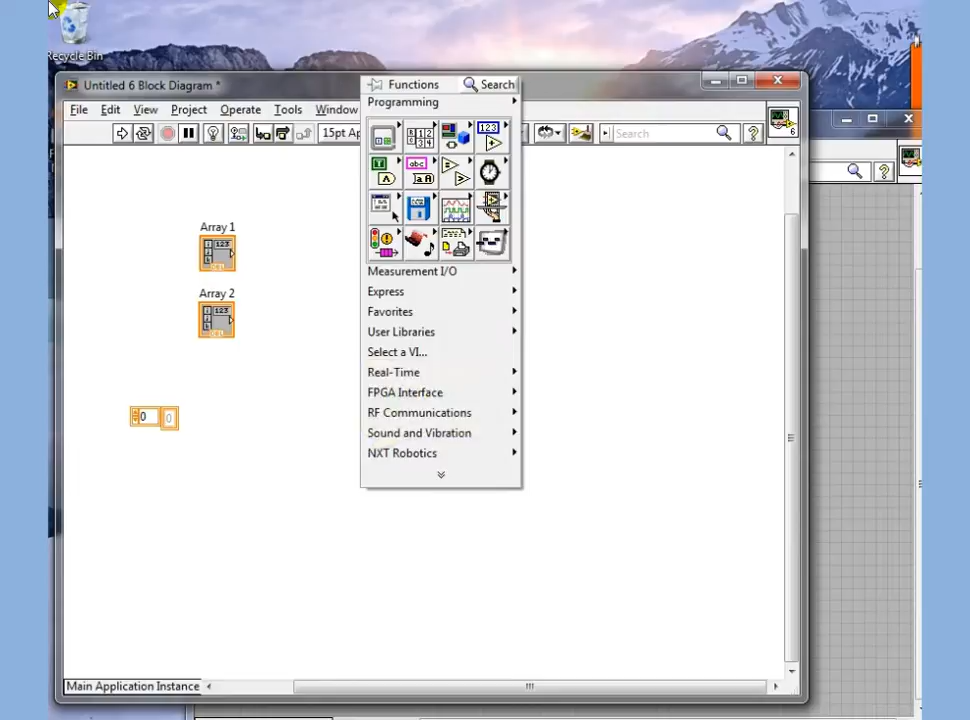 Recycle Bin
Untitled 6 Block Diagram *
Functions
Search
File Edit View Project Operate Tools Window
Programming
15pt Ap
Search
6
Array 1
Array 2
0
0
Measurement I/O
Express
Favorites
User Libraries
Select a VI...
Real-Time
FPGA Interface
RF Communications
Sound and Vibration
NXT Robotics
Main Application Instance